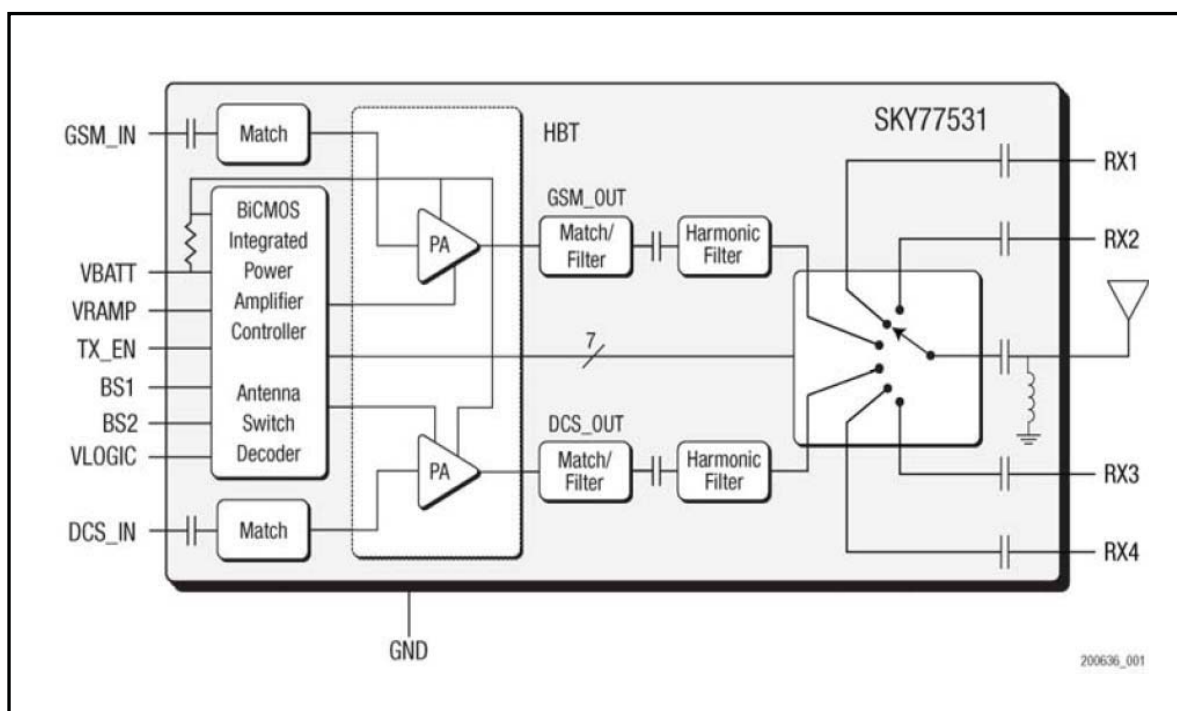 SKY77531
GSM_IN
Match
HBT
RX1
BiCMOS
Integrated
Power
Amplifier
Controller
Antenna
Switch
Decoder
PA
GSM_OUT
Match/
Filter
Harmonic
Filter
RX2
VBATT
VRAMP
TX_EN
BS1
BS2
VLOGIC
7
PA
DCS_OUT
Match/
Filter
Harmonic
Filter
RX3
DCS_IN
Match
RX4
GND
200636_001